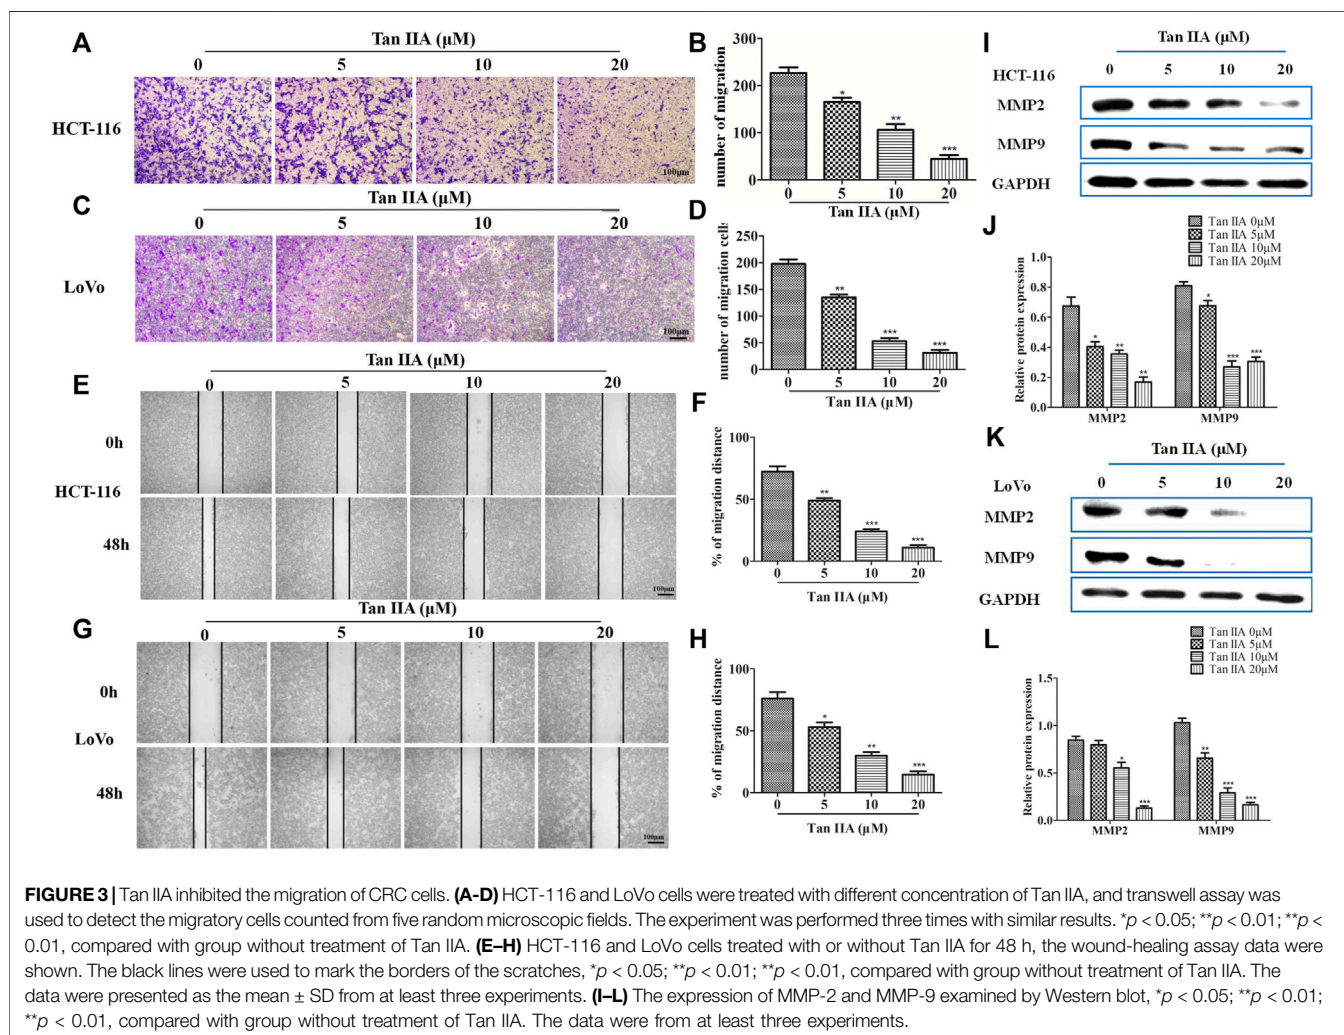 A
Tan IIA (μM)
0 5 10 20
HCT-116
100μm
B
number of migration
300
200
100
0
* ** ***
0 5 10 20
Tan IIA (μM)
C
Tan IIA (μM)
0 5 10 20
LoVo
100μm
D
number of migration cells
250
200
150
100
50
0
** *** ***
0 5 10 20
Tan IIA (μM)
E
Tan IIA (μM)
0 5 10 20
0h
HCT-116
48h
100μm
F
% of migration distance
100
50
0
** *** ***
0 5 10 20
Tan IIA (μM)
G
Tan IIA (μM)
0 5 10 20
0h
LoVo
48h
100μm
H
% of migration distance
100
50
0
* ** ***
0 5 10 20
Tan IIA (μM)
I
Tan IIA (μM)
HCT-116 0 5 10 20
MMP2
MMP9
GAPDH
J
Tan IIA 0μM
Tan IIA 5μM
Tan IIA 10μM
Tan IIA 20μM
Relative protein expression
1.0
0.8
0.6
0.4
0.2
0.0
* ** ** * *** ***
MMP2 MMP9
K
Tan IIA (μM)
LoVo 0 5 10 20
MMP2
MMP9
GAPDH
L
Tan IIA 0μM
Tan IIA 5μM
Tan IIA 10μM
Tan IIA 20μM
Relative protein expression
1.5
1.0
0.5
0.0
* *** ** *** ***
MMP2 MMP9
FIGURE 3 | Tan IIA inhibited the migration of CRC cells. (A-D) HCT-116 and LoVo cells were treated with different concentration of Tan IIA, and transwell assay was
used to detect the migratory cells counted from five random microscopic fields. The experiment was performed three times with similar results. *p < 0.05; **p < 0.01; **p <
0.01, compared with group without treatment of Tan IIA. (E–H) HCT-116 and LoVo cells treated with or without Tan IIA for 48 h, the wound-healing assay data were
shown. The black lines were used to mark the borders of the scratches, *p < 0.05; **p < 0.01; **p < 0.01, compared with group without treatment of Tan IIA. The
data were presented as the mean ± SD from at least three experiments. (I–L) The expression of MMP-2 and MMP-9 examined by Western blot, *p < 0.05; **p < 0.01;
**p < 0.01, compared with group without treatment of Tan IIA. The data were from at least three experiments.